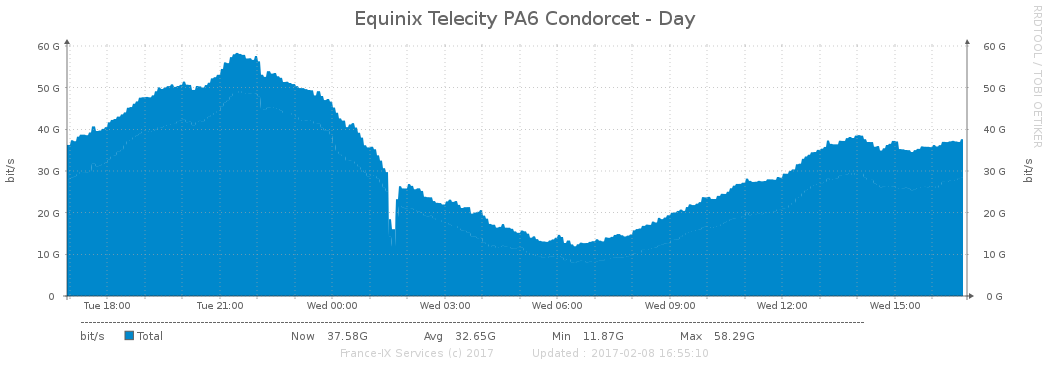 Equinix Telecity PA6 Condorcet - Day
RRDTOOL / TOBI OETIKER
60 G 60 G
50 G 50 G
40 G 40 G
30 G 30 G
20 G 20 G
10 G 10 G
0 0 G
bit/s bit/s
Tue 18:00 Tue 21:00 Wed 00:00 Wed 03:00 Wed 06:00 Wed 09:00 Wed 12:00 Wed 15:00
bit/s Total Now 37.58G Avg 32.65G Min 11.87G Max 58.29G
France-IX Services (c) 2017 Updated : 2017-02-08 16:55:10